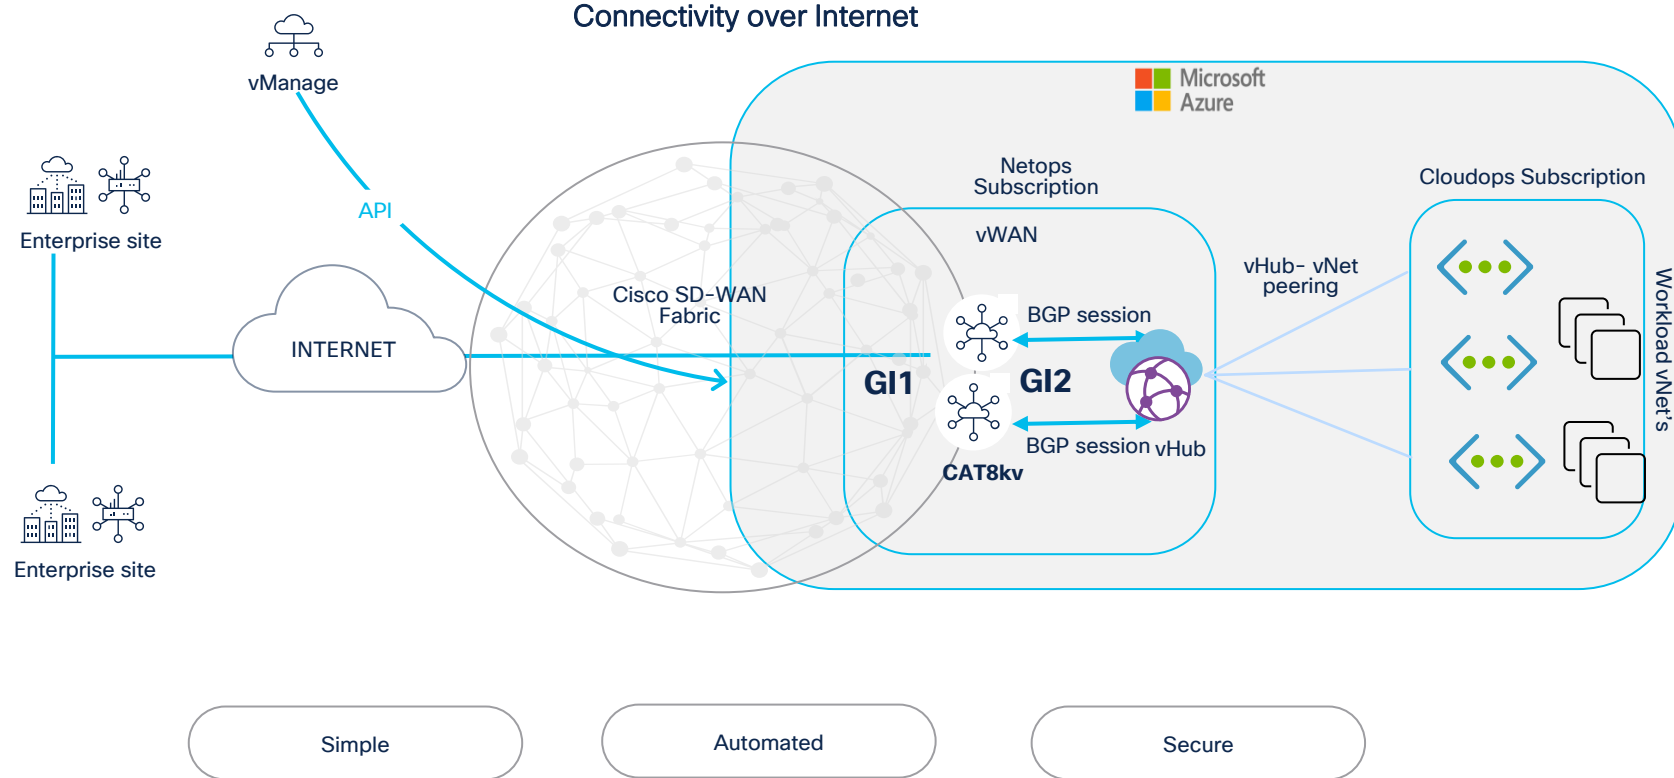 Connectivity over Internet
vManage
Microsoft
Azure
API
Enterprise site
Netops
Subscription
Cloudops Subscription
vWAN
vHub- vNet
peering
Cisco SD-WAN
Fabric
BGP session
INTERNET
GI1
GI2
Workload vNet's
BGP session
vHub
CAT8kv
Enterprise site
Simple
Automated
Secure